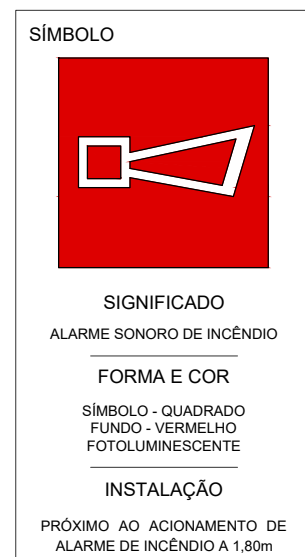 SÍMBOLO
SIGNIFICADO
ALARME SONORO DE INCÊNDIO
FORMA E COR
SÍMBOLO - QUADRADO
FUNDO - VERMELHO
FOTOLUMINESCENTE
INSTALAÇÃO
PRÓXIMO AO ACIONAMENTO DE
ALARME DE INCÊNDIO A 1,80m